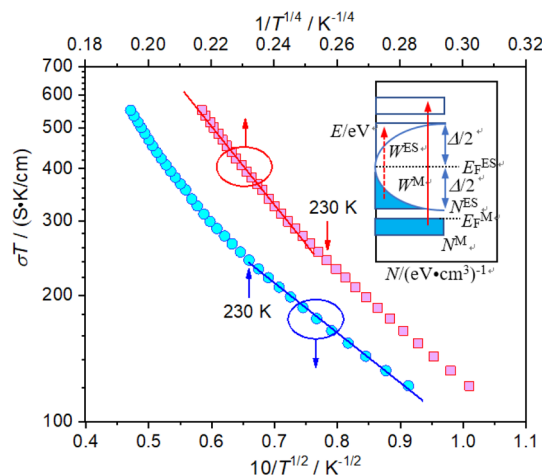 1/T^{1/4} / K^{-1/4}
0.18 0.20 0.22 0.24 0.26 0.28 0.30 0.32
700
600
500
400
300
200
100
σT / (S·K/cm)
230 K
230 K
E/eV
W^{ES}
W^{M}
Δ/2
E_F^{ES}
Δ/2
N^{ES}
E_F^{M}
N^{M}
N/(eV•cm³)^{-1}
0.4 0.5 0.6 0.7 0.8 0.9 1.0 1.1
10/T^{1/2} / K^{-1/2}